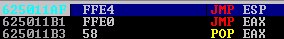 625011AF FFE4 JMP ESP
625011B1 FFE0 JMP EAX
625011B3 58 POP EAX